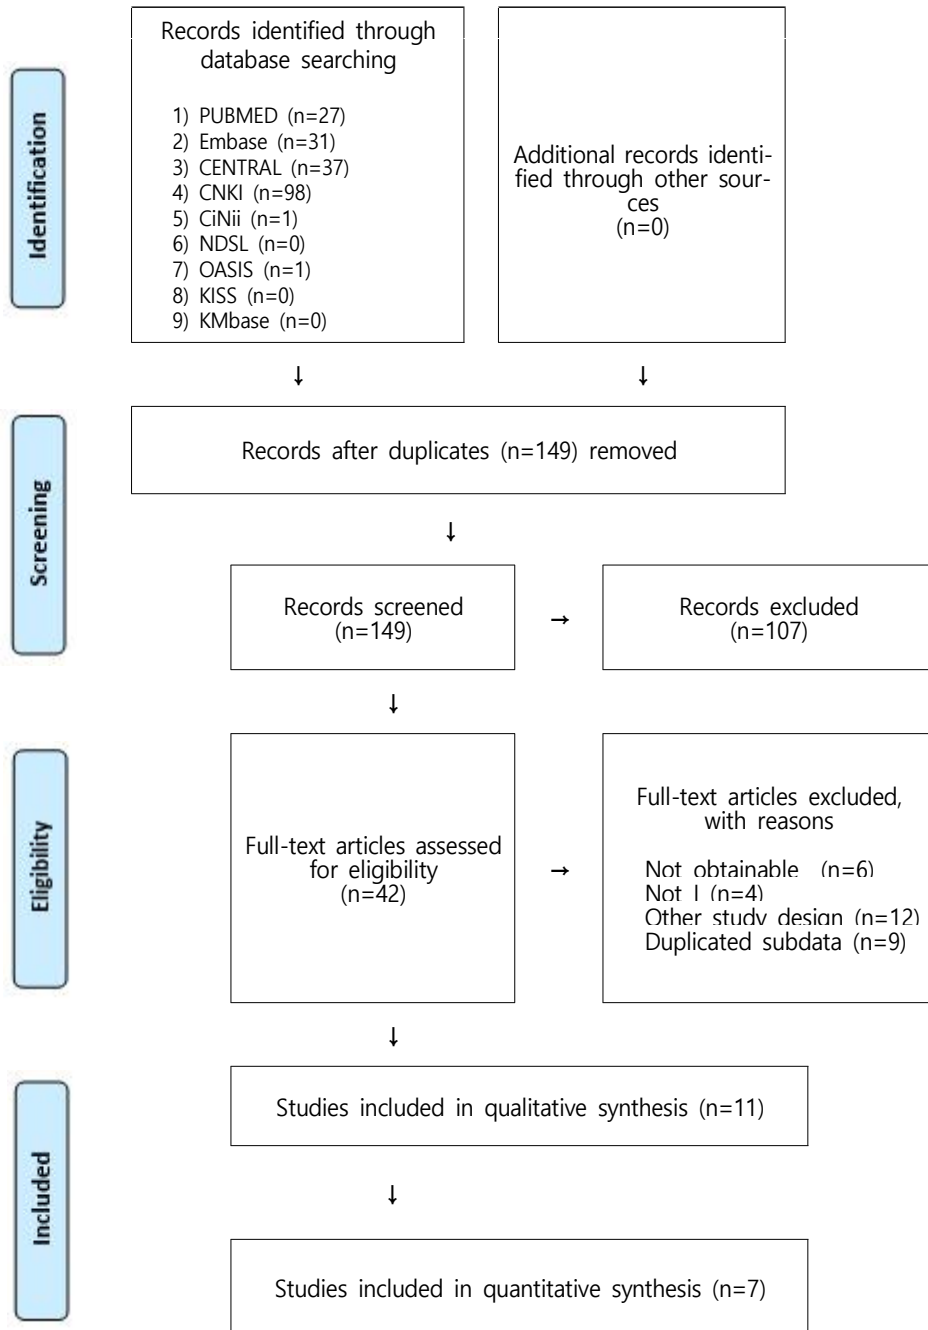 Identification
Records identified through
database searching
1) PUBMED (n=27)
2) Embase (n=31)
3) CENTRAL (n=37)
4) CNKI (n=98)
5) CiNii (n=1)
6) NDSL (n=0)
7) OASIS (n=1)
8) KISS (n=0)
9) KMbase (n=0)
Additional records identi-
fied through other sour-
ces
(n=0)
↓ ↓
Screening
Records after duplicates (n=149) removed
↓
Records screened
(n=149)
→
Records excluded
(n=107)
↓
Eligibility
Full-text articles assessed
for eligibility
(n=42)
→
Full-text articles excluded,
with reasons
Not obtainable (n=6)
Not I (n=4)
Other study design (n=12)
Duplicated subdata (n=9)
↓
Included
Studies included in qualitative synthesis (n=11)
↓
Studies included in quantitative synthesis (n=7)